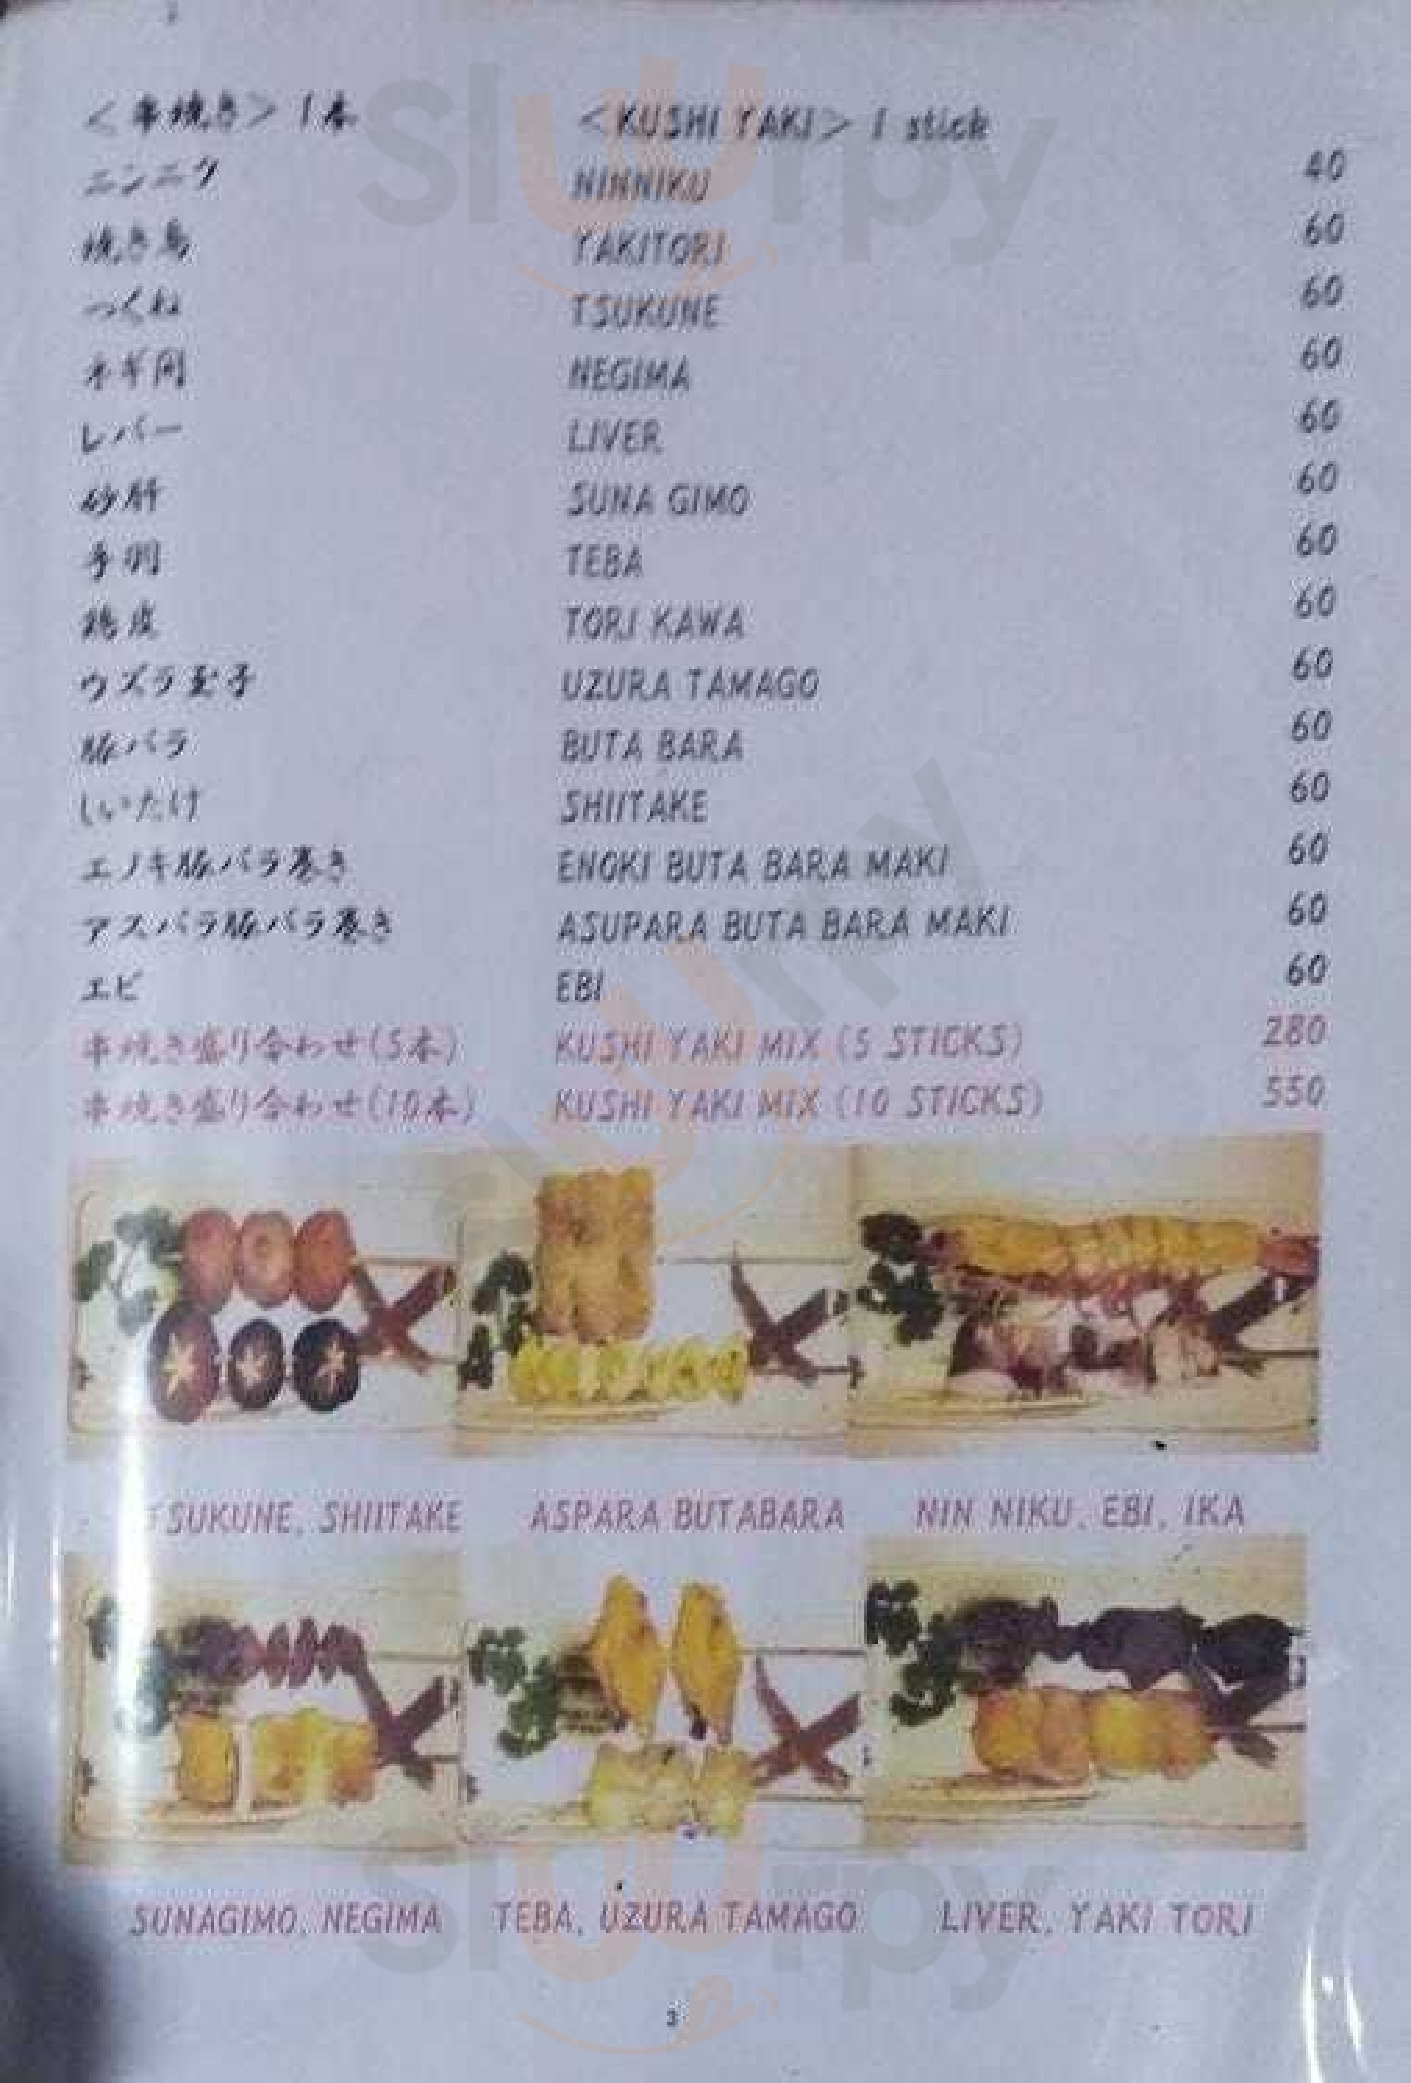 <串焼き> 1本 <KUSHI YAKI> 1 stick
ニンニク NINNIKU 40
焼き鳥 YAKITORI 60
つくね TSUKUNE 60
ネギ間 NEGIMA 60
レバー LIVER 60
砂肝 SUNA GIMO 60
手羽 TEBA 60
鶏皮 TORI KAWA 60
ウズラ玉子 UZURA TAMAGO 60
豚バラ BUTA BARA 60
しいたけ SHIITAKE 60
エノキ豚バラ巻き ENOKI BUTA BARA MAKI 60
アスパラ豚バラ巻き ASUPARA BUTA BARA MAKI 60
エビ EBI 60
串焼き盛り合わせ(5本) KUSHI YAKI MIX (5 STICKS) 280
串焼き盛り合わせ(10本) KUSHI YAKI MIX (10 STICKS) 550
TSUKUNE, SHIITAKE ASPARA BUTABARA NIN NIKU, EBI, IKA
SUNAGIMO, NEGIMA TEBA, UZURA TAMAGO LIVER, YAKI TORI
3
Sluurpy
Sluurpy
Sluurpy